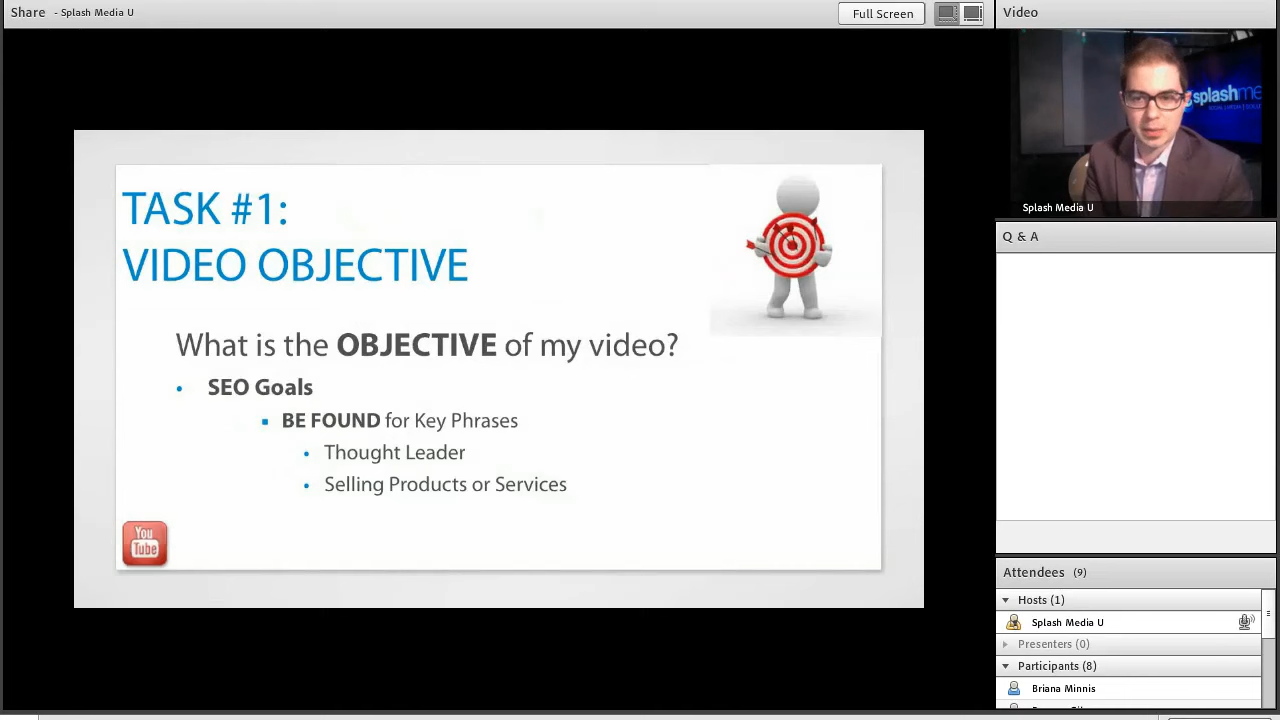 Share - Splash Media U
Full Screen
Video
TASK #1:
VIDEO OBJECTIVE
What is the OBJECTIVE of my video?
• SEO Goals
▪ BE FOUND for Key Phrases
• Thought Leader
• Selling Products or Services
You
Tube
splashme
Splash Media U
Q & A
Attendees (9)
Hosts (1)
Splash Media U
Presenters (0)
Participants (8)
Briana Minnis